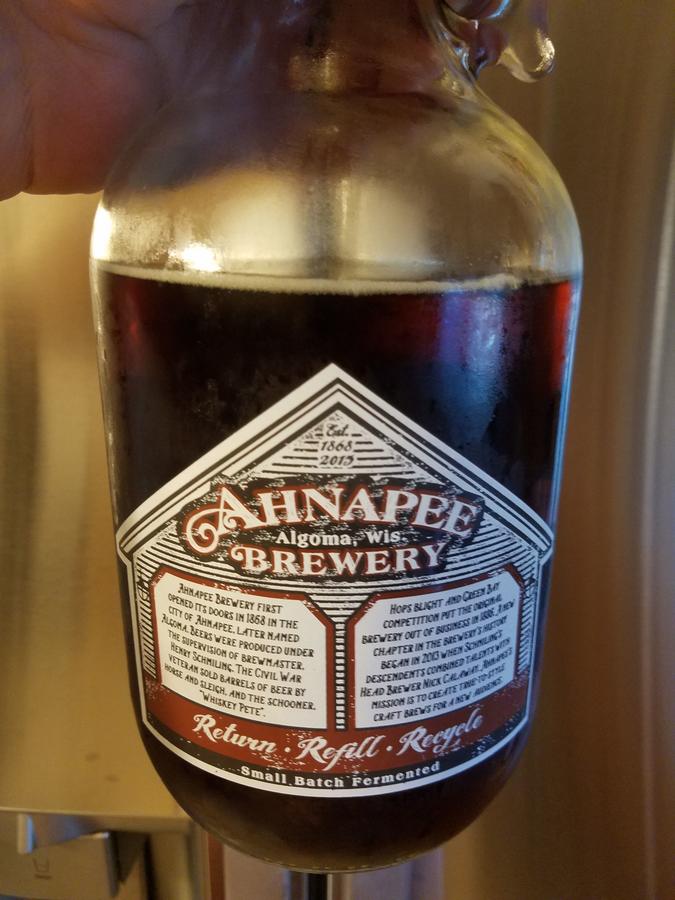 Est.
1868
2013
AHNAPEE
Algoma, Wis
BREWERY
AHNAPEE BREWERY FIRST
OPENED ITS DOORS IN 1868 IN THE
CITY OF AHNAPEE, LATER NAMED
ALGOMA. BEERS WERE PRODUCED UNDER
THE SUPERVISION OF BREWMASTER,
HENRY SCHMILING. THE CIVIL WAR
VETERAN SOLD BARRELS OF BEER BY
HORSE AND SLEIGH, AND THE SCHOONER,
"WHISKEY PETE".
HOPS BLIGHT AND GREEN BAY
COMPETITION PUT THE ORIGINAL
BREWERY OUT OF BUSINESS IN 1886. A NEW
CHAPTER IN THE BREWERY'S HISTORY
BEGAN IN 2013 WHEN SCHMILING'S
DESCENDENTS COMBINED TALENTS WITH
HEAD BREWER NICK CALAWAY. AHNAPEE'S
MISSION IS TO CREATE TRUE-TO-STYLE
CRAFT BREWS FOR A NEW AUDIENCE.
Return · Refill · Recycle
Small Batch Fermented